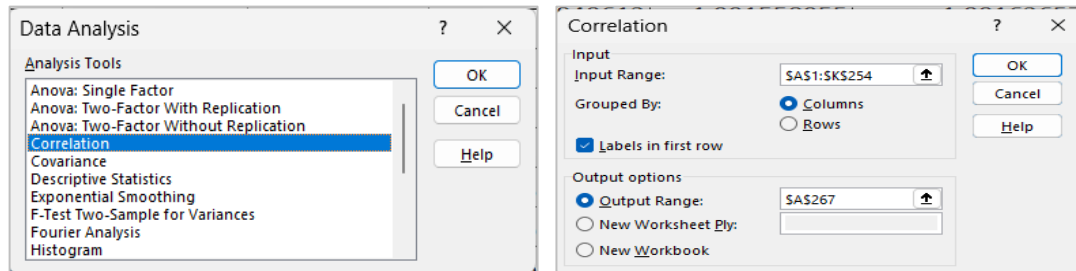 Data Analysis ? ×
Analysis Tools
Anova: Single Factor
Anova: Two-Factor With Replication
Anova: Two-Factor Without Replication
Correlation
Covariance
Descriptive Statistics
Exponential Smoothing
F-Test Two-Sample for Variances
Fourier Analysis
Histogram
OK
Cancel
Help
Correlation ? ×
Input
Input Range: $A$1:$K$254
Grouped By: Columns
Rows
Labels in first row
Output options
Output Range: $A$267
New Worksheet Ply:
New Workbook
OK
Cancel
Help